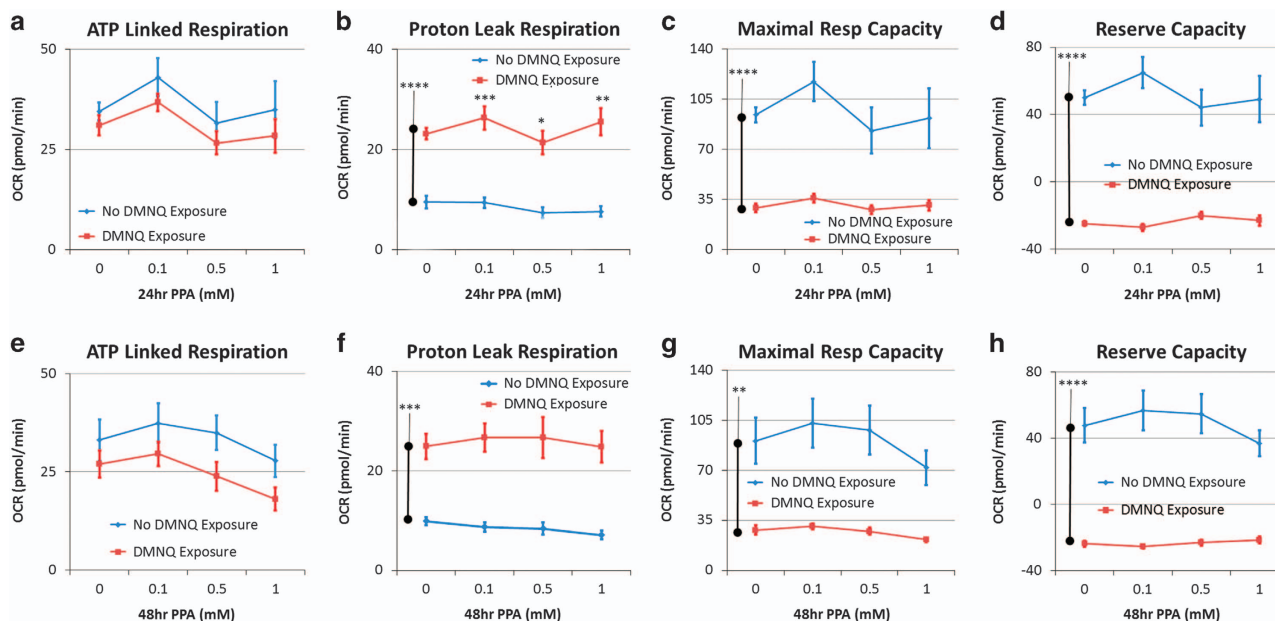 a ATP Linked Respiration
50
25
0
OCR (pmol/min)
No DMNQ Exposure
DMNQ Exposure
0 0.1 0.5 1
24hr PPA (mM)
b Proton Leak Respiration
40
20
0
OCR (pmol/min)
No DMNQ Exposure
DMNQ Exposure
**** *** * **
0 0.1 0.5 1
24hr PPA (mM)
c Maximal Resp Capacity
140
105
70
35
0
OCR (pmol/min)
****
No DMNQ Exposure
DMNQ Exposure
0 0.1 0.5 1
24hr PPA (mM)
d Reserve Capacity
80
40
0
-40
OCR (pmol/min)
****
No DMNQ Exposure
DMNQ Exposure
0 0.1 0.5 1
24hr PPA (mM)
e ATP Linked Respiration
50
25
0
OCR (pmol/min)
No DMNQ Exposure
DMNQ Exposure
0 0.1 0.5 1
48hr PPA (mM)
f Proton Leak Respiration
40
20
0
OCR (pmol/min)
No DMNQ Exposure
DMNQ Exposure
***
0 0.1 0.5 1
48hr PPA (mM)
g Maximal Resp Capacity
140
105
70
35
0
OCR (pmol/min)
**
No DMNQ Exposure
DMNQ Exposure
0 0.1 0.5 1
48hr PPA (mM)
h Reserve Capacity
80
40
0
-40
OCR (pmol/min)
****
No DMNQ Exposure
DMNQ Exposure
0 0.1 0.5 1
48hr PPA (mM)